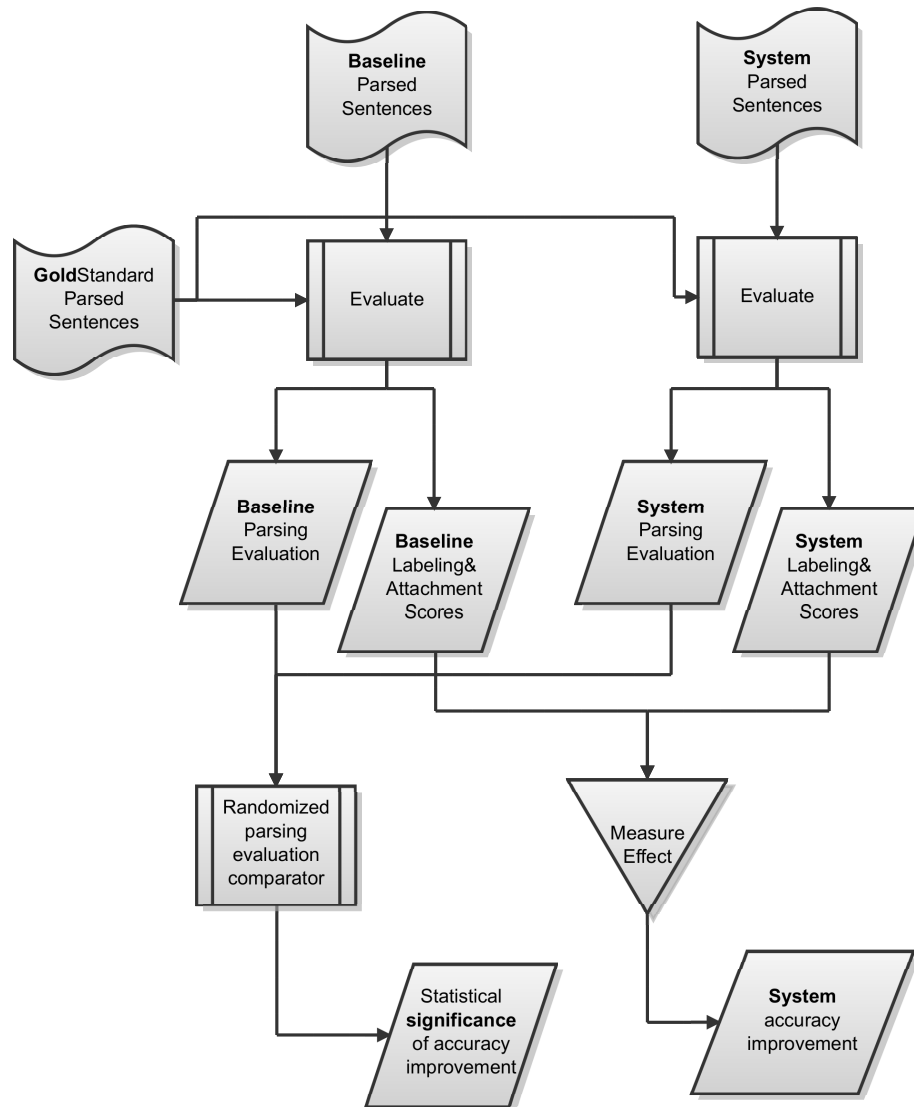 Baseline
Parsed
Sentences
System
Parsed
Sentences
GoldStandard
Parsed
Sentences
Evaluate
Evaluate
Baseline
Parsing
Evaluation
Baseline
Labeling&
Attachment
Scores
System
Parsing
Evaluation
System
Labeling&
Attachment
Scores
Randomized
parsing
evaluation
comparator
Measure
Effect
Statistical
significance
of accuracy
improvement
System
accuracy
improvement